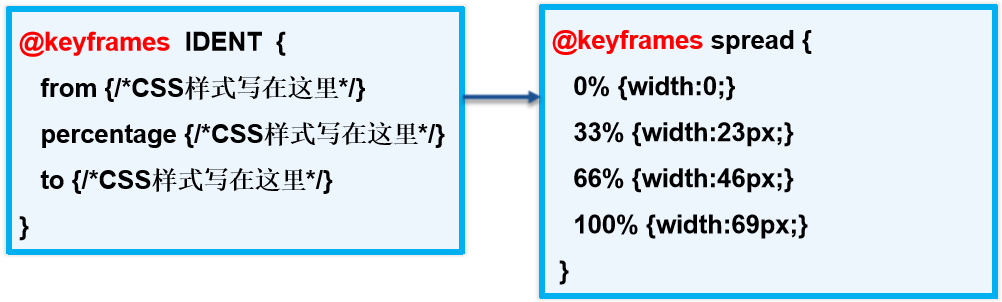 @keyframes IDENT {
from {/*CSS样式写在这里*/}
percentage {/*CSS样式写在这里*/}
to {/*CSS样式写在这里*/}
}
@keyframes spread {
0% {width:0;}
33% {width:23px;}
66% {width:46px;}
100% {width:69px;}
}